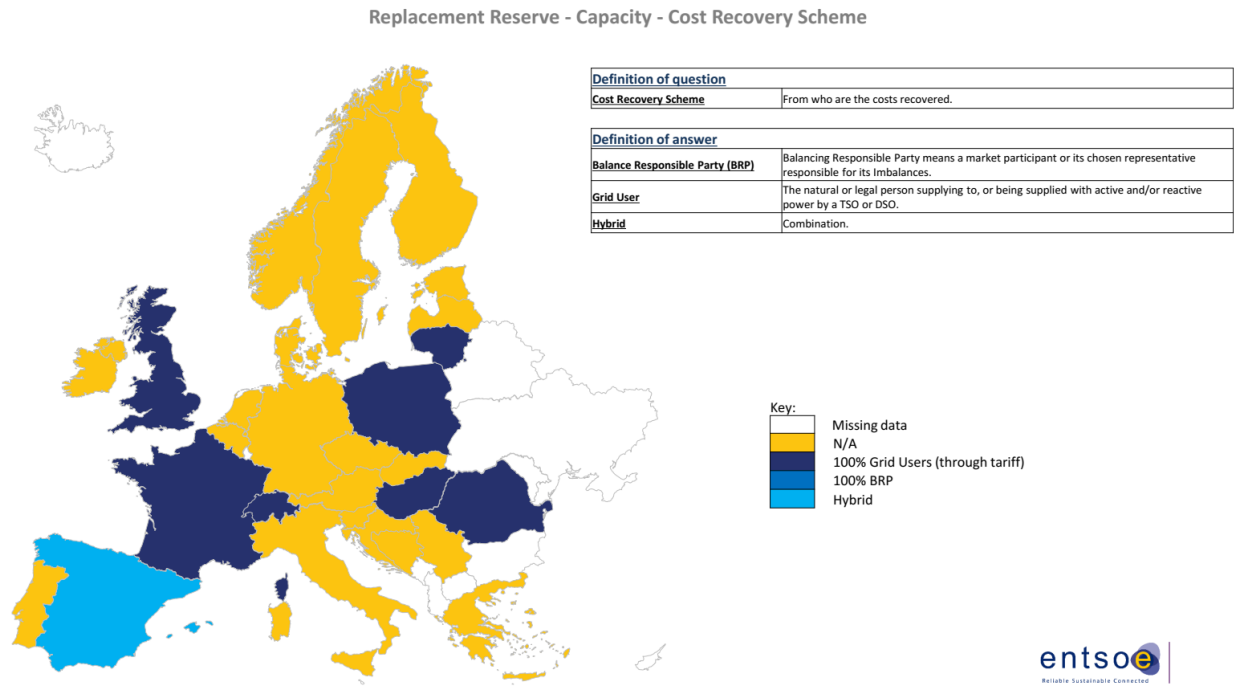 Replacement Reserve - Capacity - Cost Recovery Scheme
Definition of question
Cost Recovery Scheme From who are the costs recovered.
Definition of answer
Balance Responsible Party (BRP) Balancing Responsible Party means a market participant or its chosen representative
responsible for its Imbalances.
Grid User The natural or legal person supplying to, or being supplied with active and/or reactive
power by a TSO or DSO.
Hybrid Combination.
Key:
Missing data
N/A
100% Grid Users (through tariff)
100% BRP
Hybrid
entsoe
Reliable Sustainable Connected